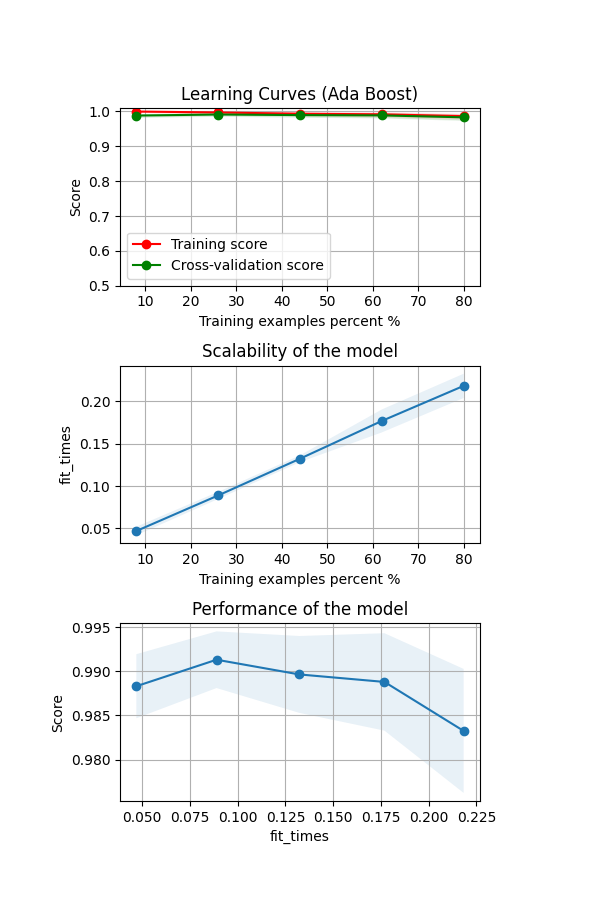 Learning Curves (Ada Boost)
1.0
0.9
0.8
0.7
0.6
0.5
Score
Training score
Cross-validation score
10 20 30 40 50 60 70 80
Training examples percent %
Scalability of the model
0.20
0.15
0.10
0.05
fit_times
10 20 30 40 50 60 70 80
Training examples percent %
Performance of the model
0.995
0.990
0.985
0.980
Score
0.050 0.075 0.100 0.125 0.150 0.175 0.200 0.225
fit_times